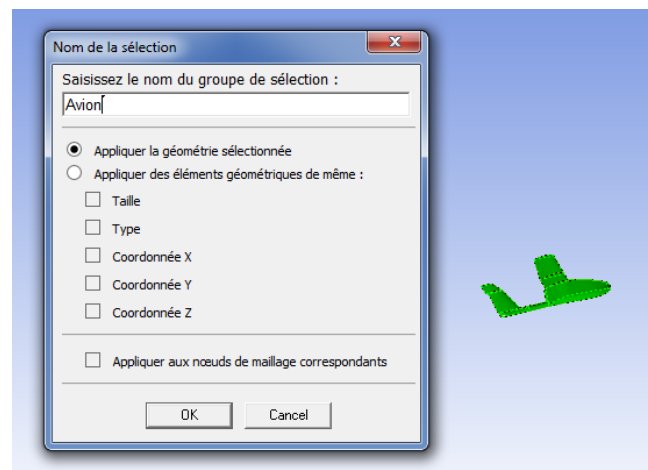 Nom de la sélection
Saisissez le nom du groupe de sélection :
Avion
Appliquer la géométrie sélectionnée
Appliquer des éléments géométriques de même :
Taille
Type
Coordonnée X
Coordonnée Y
Coordonnée Z
Appliquer aux nœuds de maillage correspondants
OK
Cancel